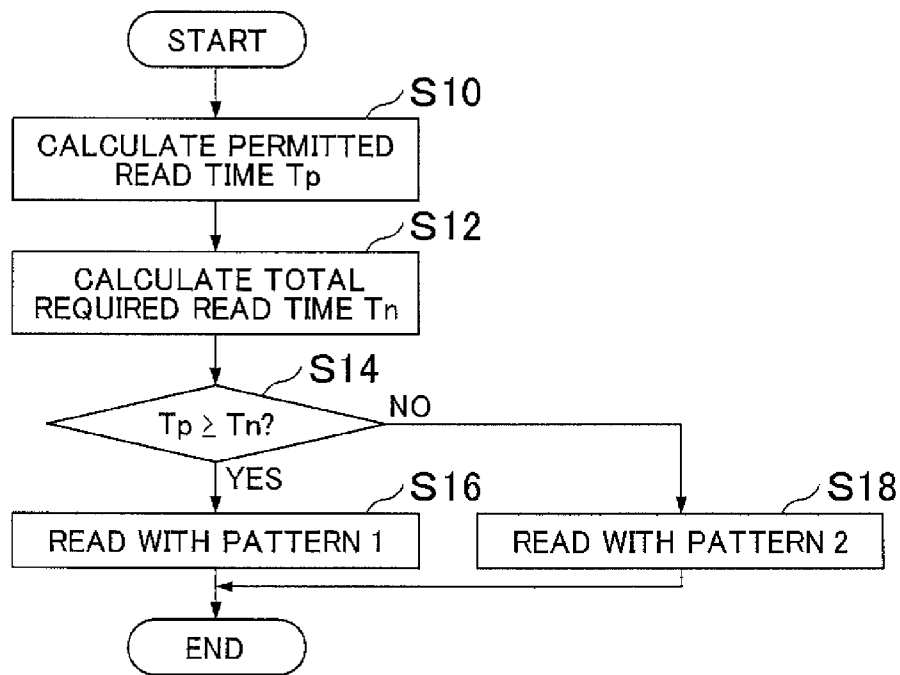 START
S10
CALCULATE PERMITTED
READ TIME Tp
S12
CALCULATE TOTAL
REQUIRED READ TIME Tn
S14
Tp ≥ Tn?
NO
YES
S16
READ WITH PATTERN 1
S18
READ WITH PATTERN 2
END